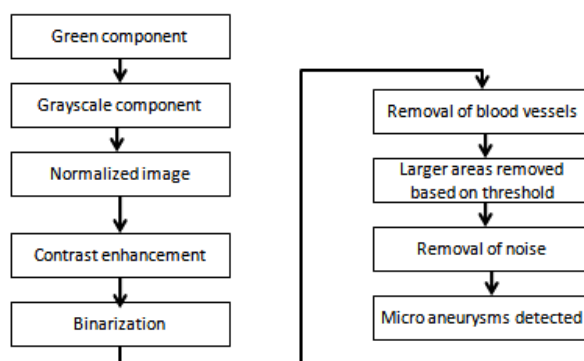 Green component
Grayscale component
Normalized image
Contrast enhancement
Binarization
Removal of blood vessels
Larger areas removed
based on threshold
Removal of noise
Micro aneurysms detected